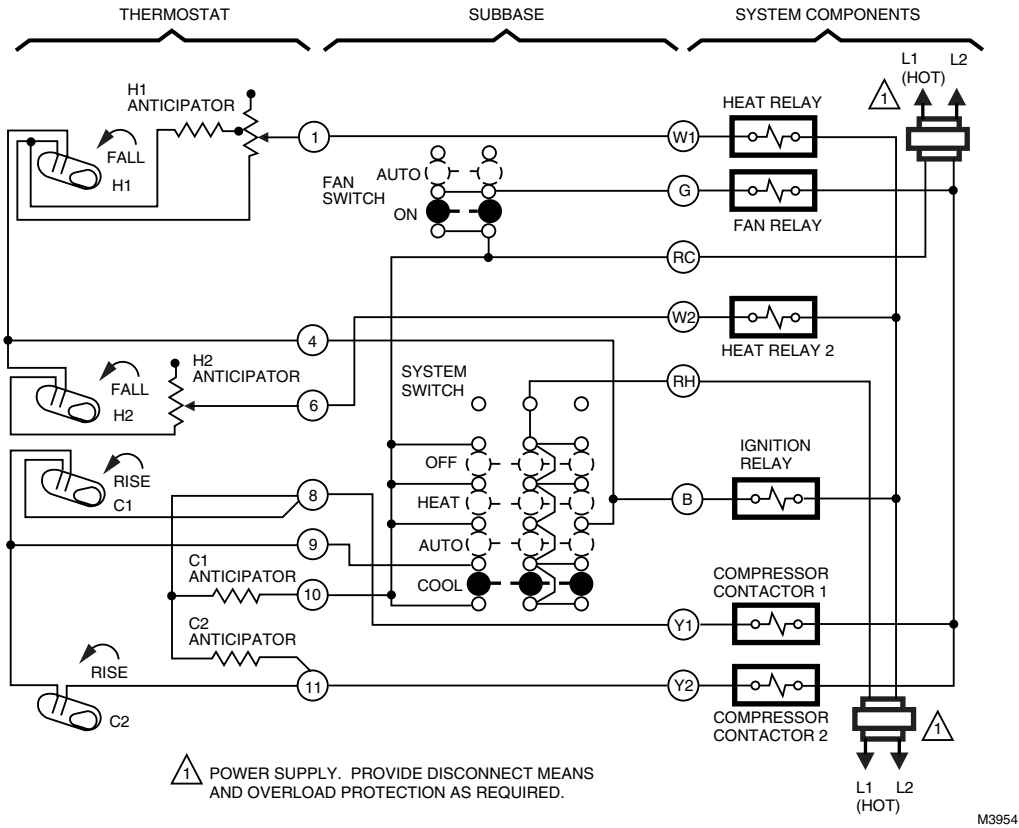 THERMOSTAT
SUBBASE
SYSTEM COMPONENTS
L1
(HOT)
L2
1
H1
ANTICIPATOR
FALL
H1
1
W1
HEAT RELAY
AUTO
FAN
SWITCH
ON
G
FAN RELAY
RC
4
W2
HEAT RELAY 2
H2
ANTICIPATOR
FALL
H2
6
SYSTEM
SWITCH
RH
OFF
HEAT
AUTO
COOL
RISE
C1
8
B
IGNITION
RELAY
9
C1
ANTICIPATOR
10
COMPRESSOR
CONTACTOR 1
Y1
C2
ANTICIPATOR
RISE
C2
11
Y2
COMPRESSOR
CONTACTOR 2
1
L1
(HOT)
L2
1 POWER SUPPLY. PROVIDE DISCONNECT MEANS
AND OVERLOAD PROTECTION AS REQUIRED.
M3954